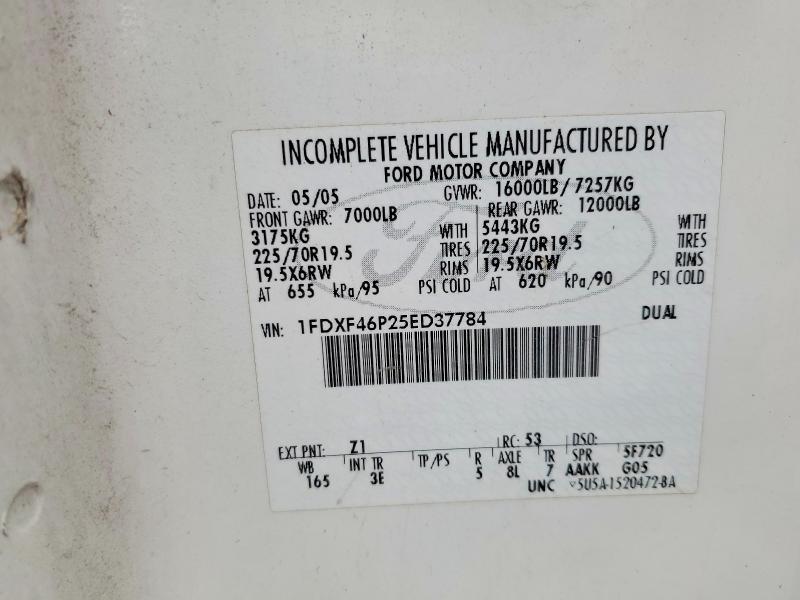 INCOMPLETE VEHICLE MANUFACTURED BY
FORD MOTOR COMPANY
DATE: 05/05 GVWR: 16000LB / 7257KG
FRONT GAWR: 7000LB REAR GAWR: 12000LB
3175KG WITH 5443KG WITH
225/70R19.5 TIRES 225/70R19.5 TIRES
19.5X6RW RIMS 19.5X6RW RIMS
AT 655 kPa/95 PSI COLD AT 620 kPa/90 PSI COLD
VIN: 1FDXF46P25ED37784 DUAL
EXT PNT: Z1 RC: 53 DSO:
WB INT TR TP/PS R AXLE TR SPR 5F720
165 3E 5 8L 7 AAKK G05
UNC 5U5A-1520472-BA
Ford